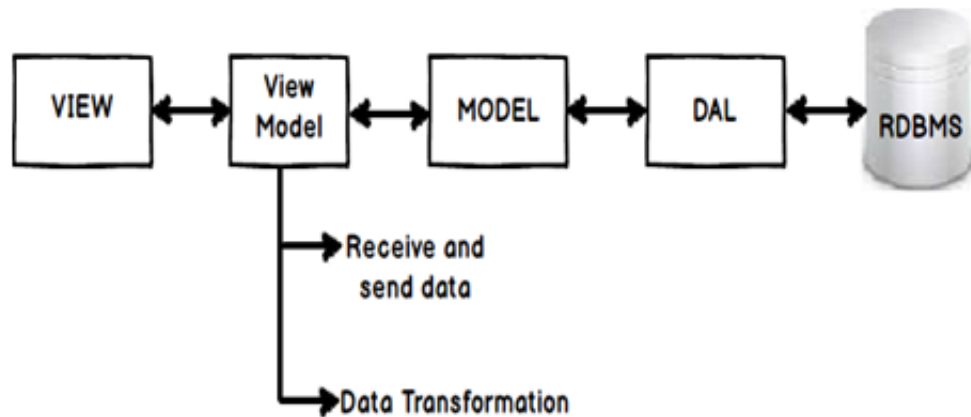 VIEW
View
Model
MODEL
DAL
RDBMS
Receive and
send data
Data Transformation